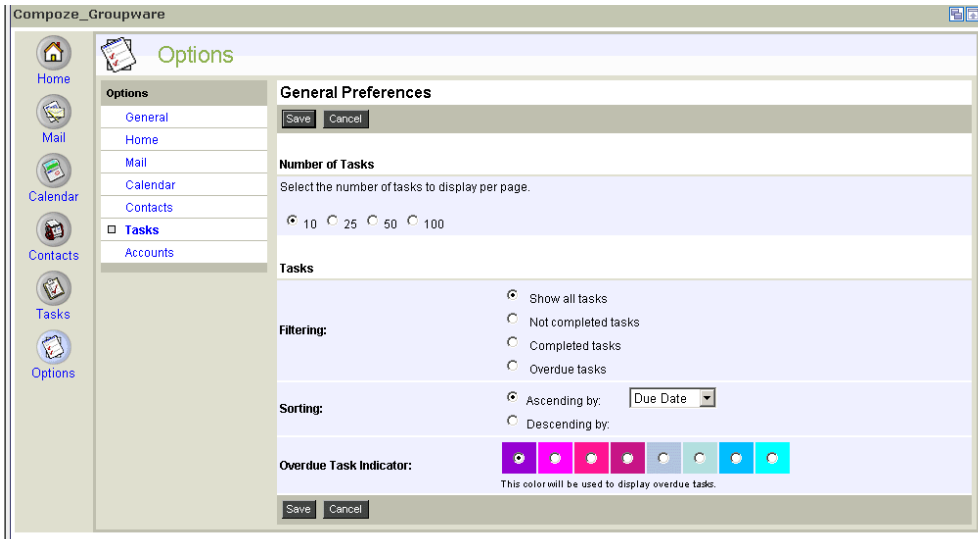 Compoze_Groupware
Home
Mail
Calendar
Contacts
Tasks
Options
Options
Options
General
Home
Mail
Calendar
Contacts
Tasks
Accounts
General Preferences
Save Cancel
Number of Tasks
Select the number of tasks to display per page.
10 25 50 100
Tasks
Filtering:
Show all tasks
Not completed tasks
Completed tasks
Overdue tasks
Sorting:
Ascending by: Due Date
Descending by:
Overdue Task Indicator:
This color will be used to display overdue tasks.
Save Cancel